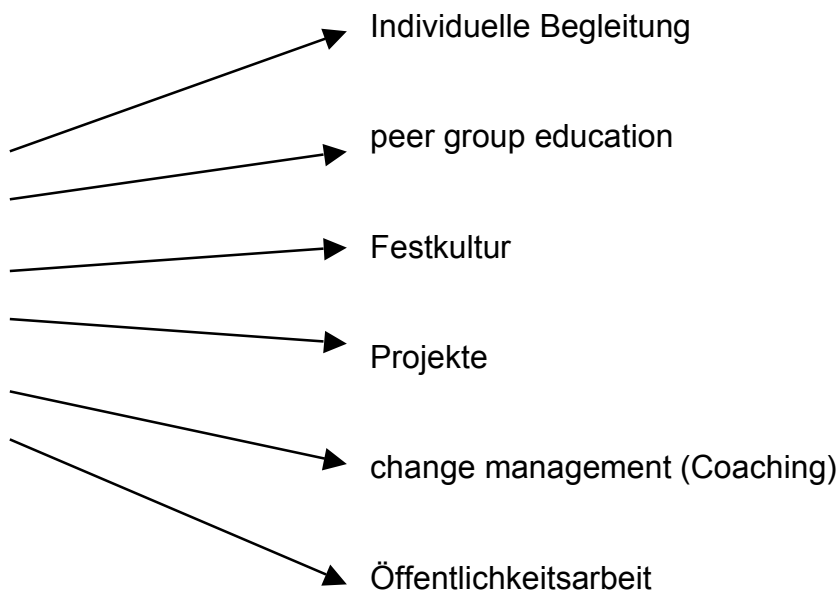 Individuelle Begleitung
peer group education
Festkultur
Projekte
change management (Coaching)
Öffentlichkeitsarbeit